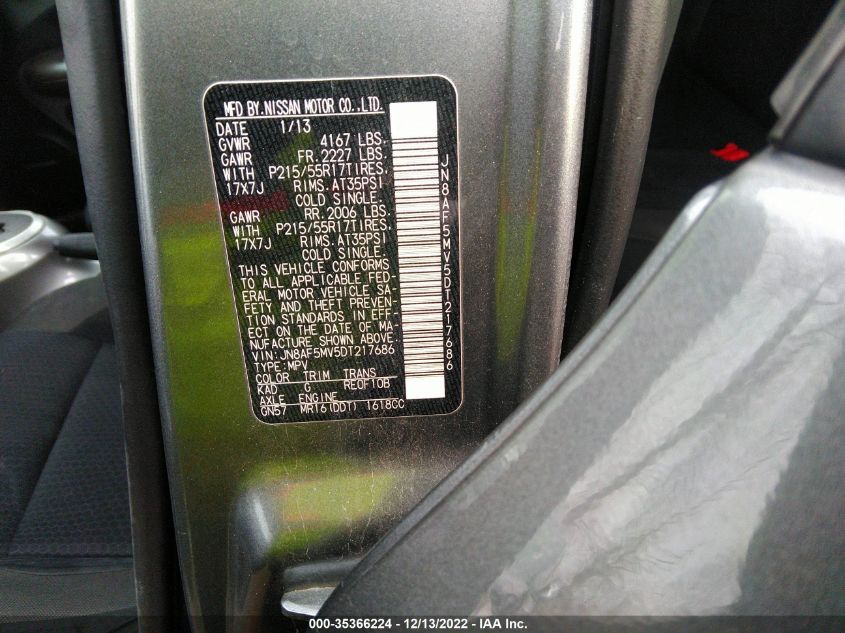 MFD BY.NISSAN MOTOR CO.,LTD.
DATE 1/13
GVWR 4167 LBS.
GAWR FR.2227 LBS.
WITH P215/55R17TIRES,
17X7J RIMS.AT35PSI
COLD SINGLE.
GAWR RR.2006 LBS.
WITH P215/55R17TIRES,
17X7J RIMS.AT35PSI
COLD SINGLE.
THIS VEHICLE CONFORMS
TO ALL APPLICABLE FED-
ERAL MOTOR VEHICLE SA-
FETY AND THEFT PREVEN-
TION STANDARDS IN EFF-
ECT ON THE DATE OF MA-
NUFACTURE SHOWN ABOVE.
VIN:JN8AF5MV5DT217686
TYPE:MPV
COLOR TRIM TRANS
KAD G RE0F10B
AXLE ENGINE
GN57 MR16(DDT) 1618CC
JN8AF5MV5DT217686
000-35366224 - 12/13/2022 - IAA Inc.